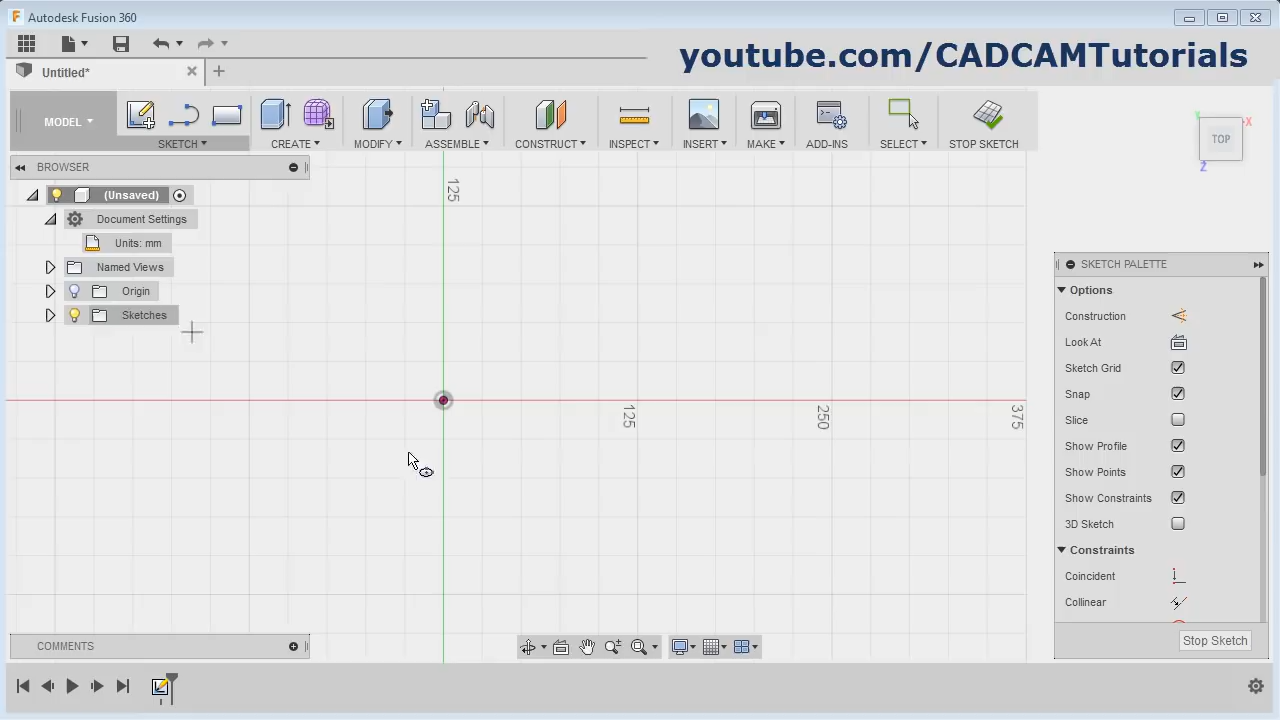 Autodesk Fusion 360
youtube.com/CADCAMTutorials
Untitled*
MODEL
SKETCH
CREATE
MODIFY
ASSEMBLE
CONSTRUCT
INSPECT
INSERT
MAKE
ADD-INS
SELECT
STOP SKETCH
Y
X
TOP
Z
BROWSER
(Unsaved)
Document Settings
Units: mm
Named Views
Origin
Sketches
125
125
250
375
SKETCH PALETTE
Options
Construction
Look At
Sketch Grid
Snap
Slice
Show Profile
Show Points
Show Constraints
3D Sketch
Constraints
Coincident
Collinear
Stop Sketch
COMMENTS